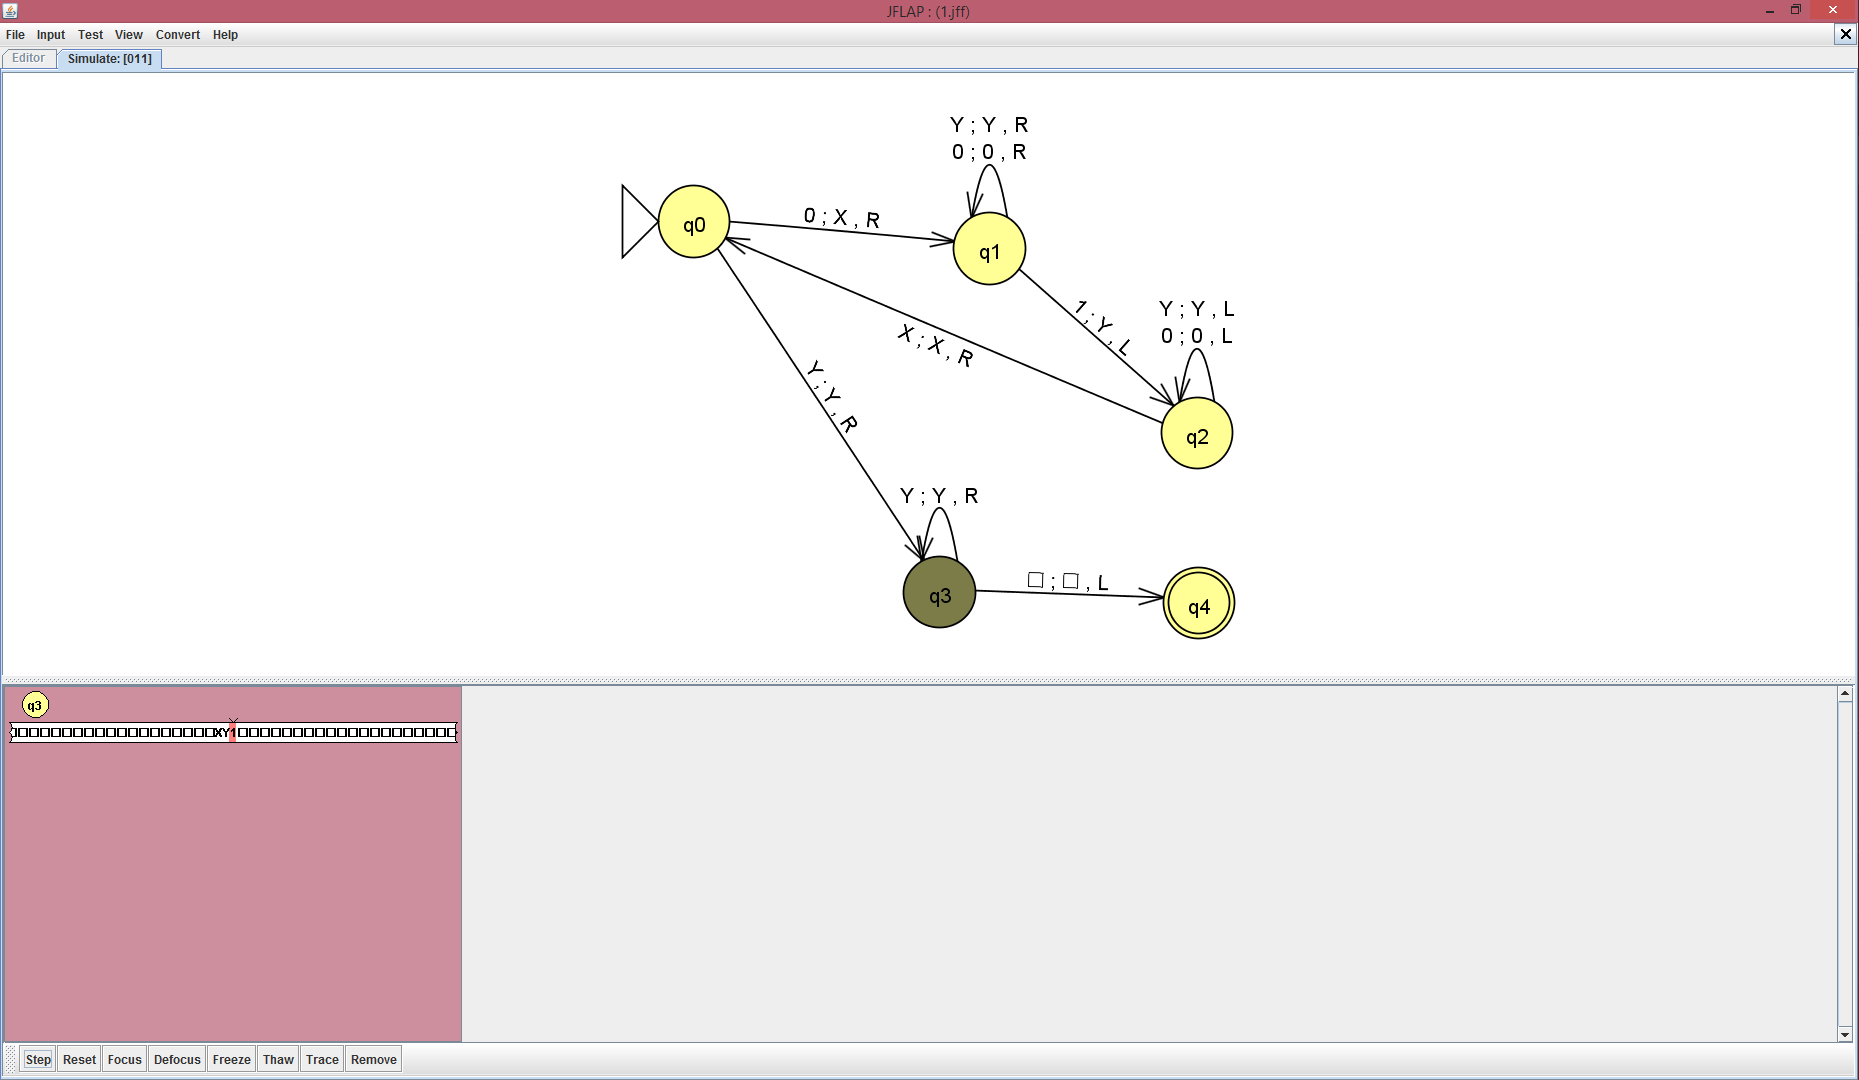 JFLAP : (1.jff)
File Input Test View Convert Help
Editor Simulate: [011]
Y ; Y , R
0 ; 0 , R
q0
0 ; X , R
q1
1 ; Y , L
Y ; Y , L
0 ; 0 , L
X ; X , R
q2
Y ; Y , R
Y ; Y , R
q3
□ ; □ , L
q4
q3
XY1
Step Reset Focus Defocus Freeze Thaw Trace Remove